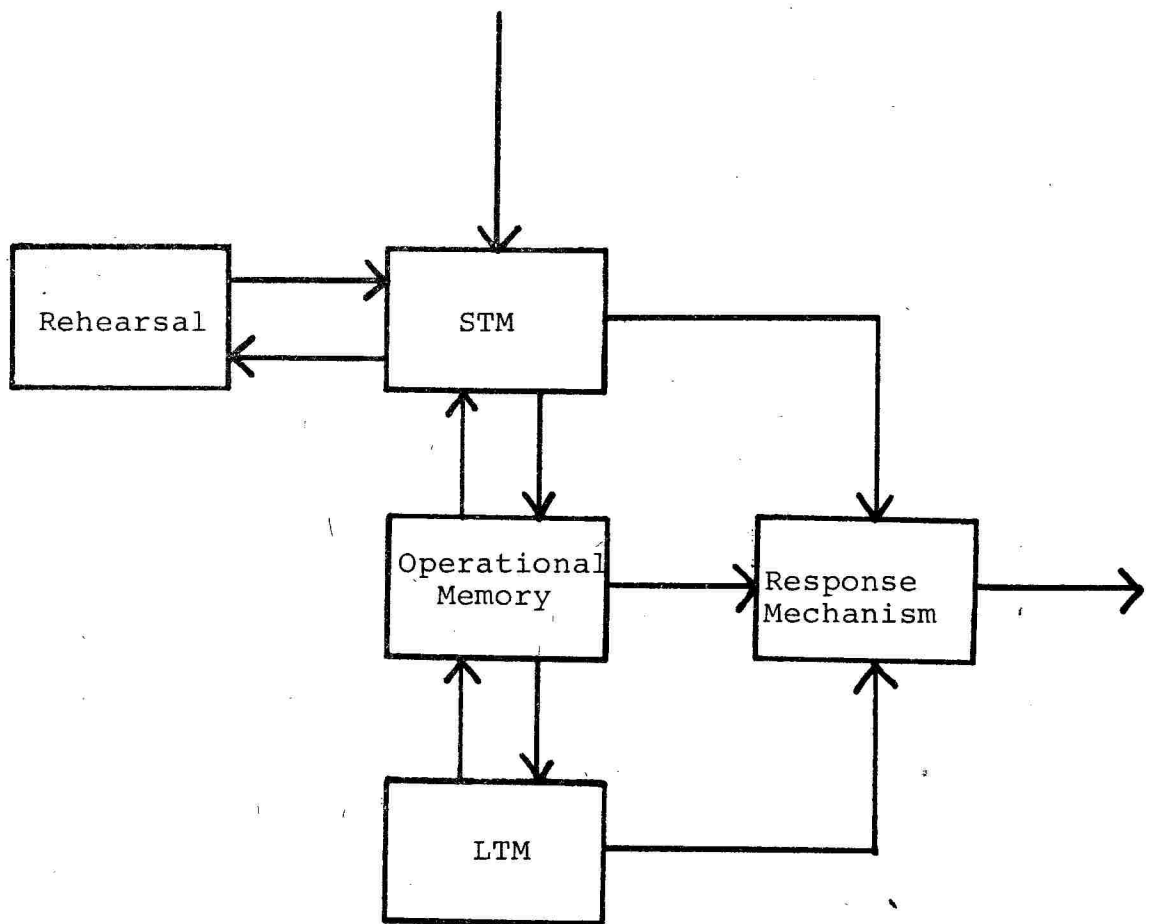 Rehearsal
STM
Operational
Memory
Response
Mechanism
LTM